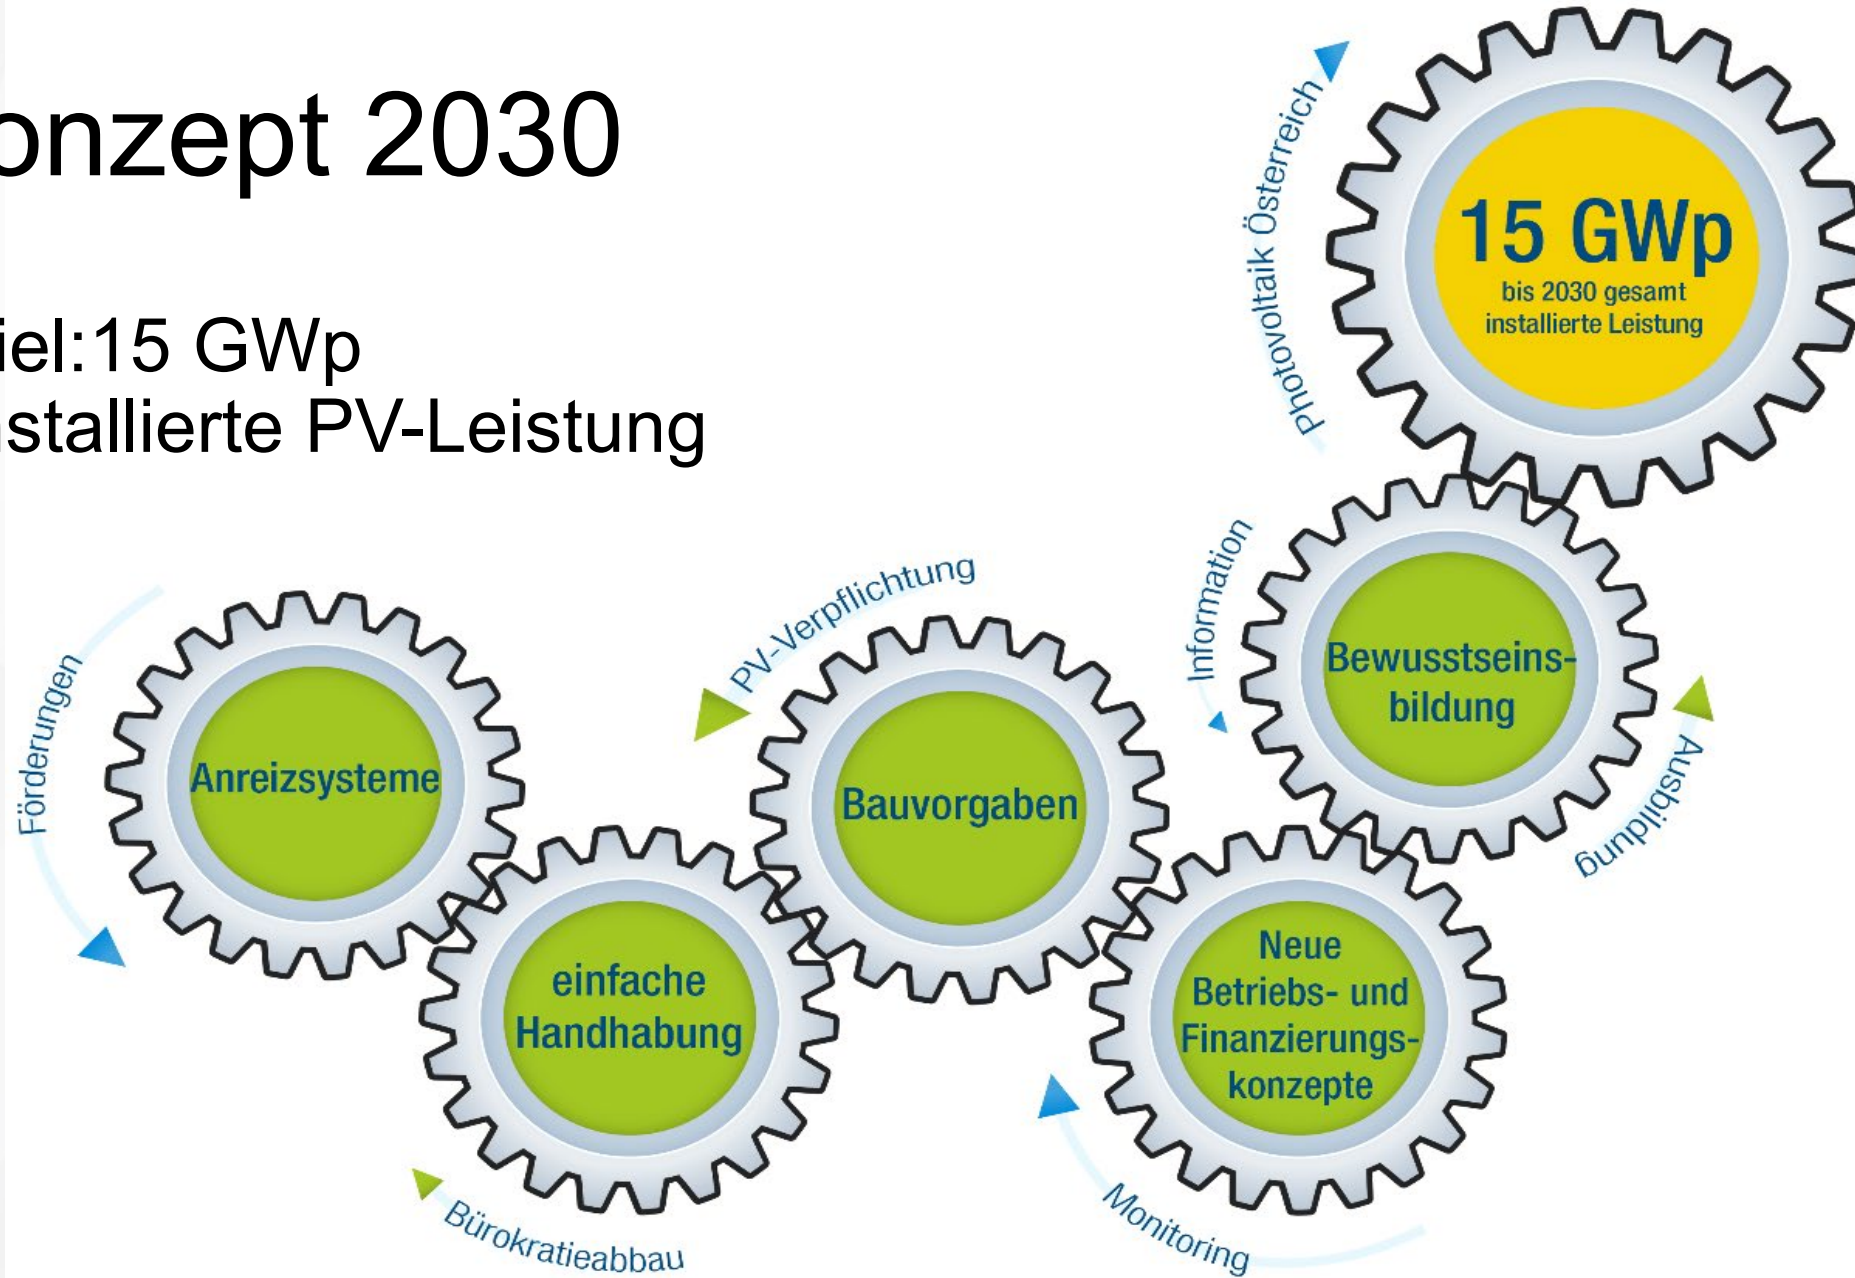 onzept 2030
iel:15 GWp
nstallierte PV-Leistung
Photovoltaik Österreich
15 GWp
bis 2030 gesamt
installierte Leistung
Information
Bewusstseins-
bildung
Ausbildung
PV-Verpflichtung
Bauvorgaben
Förderungen
Anreizsysteme
einfache
Handhabung
Bürokratieabbau
Neue
Betriebs- und
Finanzierungs-
konzepte
Monitoring